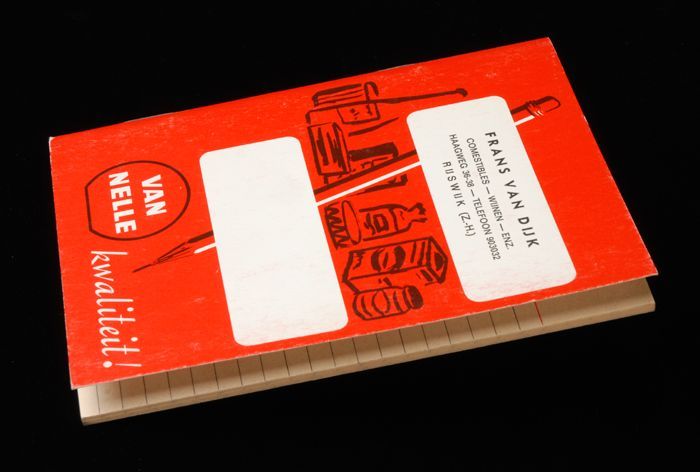 FRANS VAN DIJK
COMESTIBLES — WIJNEN — ENZ.
HAAGWEG 36-38 — TELEFOON 903032
RIJSWIJK (Z.-H.)
VAN
NELLE
kwaliteit!